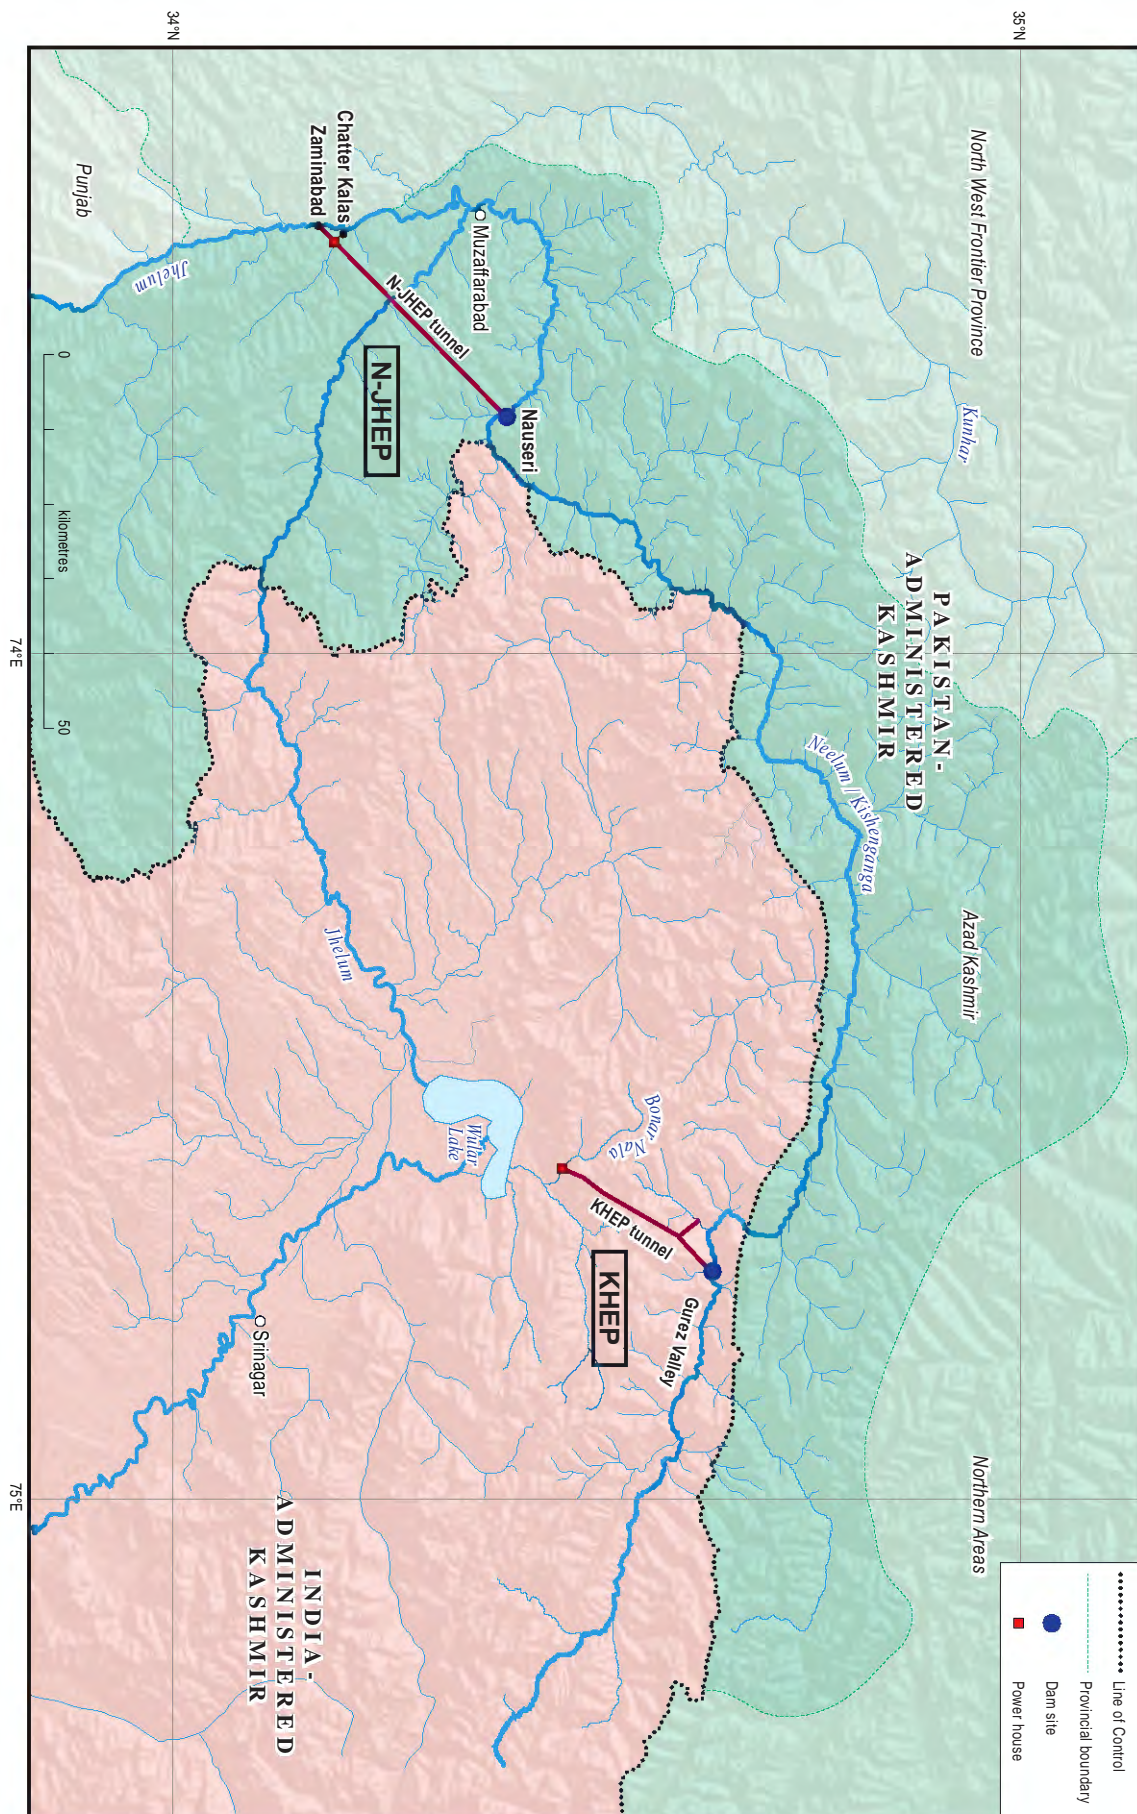 34°N
35°N
North West Frontier Province
Kunhar
Punjab
Chatter Kalas
Zaminabad
Jhelum
Muzaffarabad
N-JHEP tunnel
N-JHEP
Nauseri
0
kilometres
50
74°E
PAKISTAN-
ADMINISTERED
KASHMIR
Neelum / Kishenganga
Azad Kashmir
Jhelum
Wular
Lake
Bonar Nala
KHEP tunnel
KHEP
Gurez Valley
Srinagar
75°E
Northern Areas
INDIA-
ADMINISTERED
KASHMIR
Line of Control
Provincial boundary
Dam site
Power house